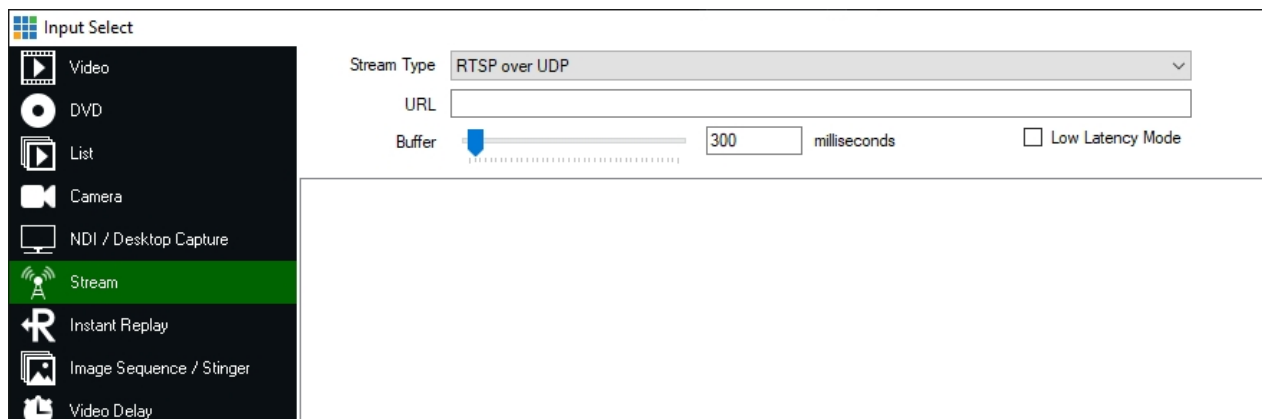 Input Select
Video
DVD
List
Camera
NDI / Desktop Capture
Stream
Instant Replay
Image Sequence / Stinger
Video Delay
Stream Type RTSP over UDP
URL
Buffer 300 milliseconds Low Latency Mode